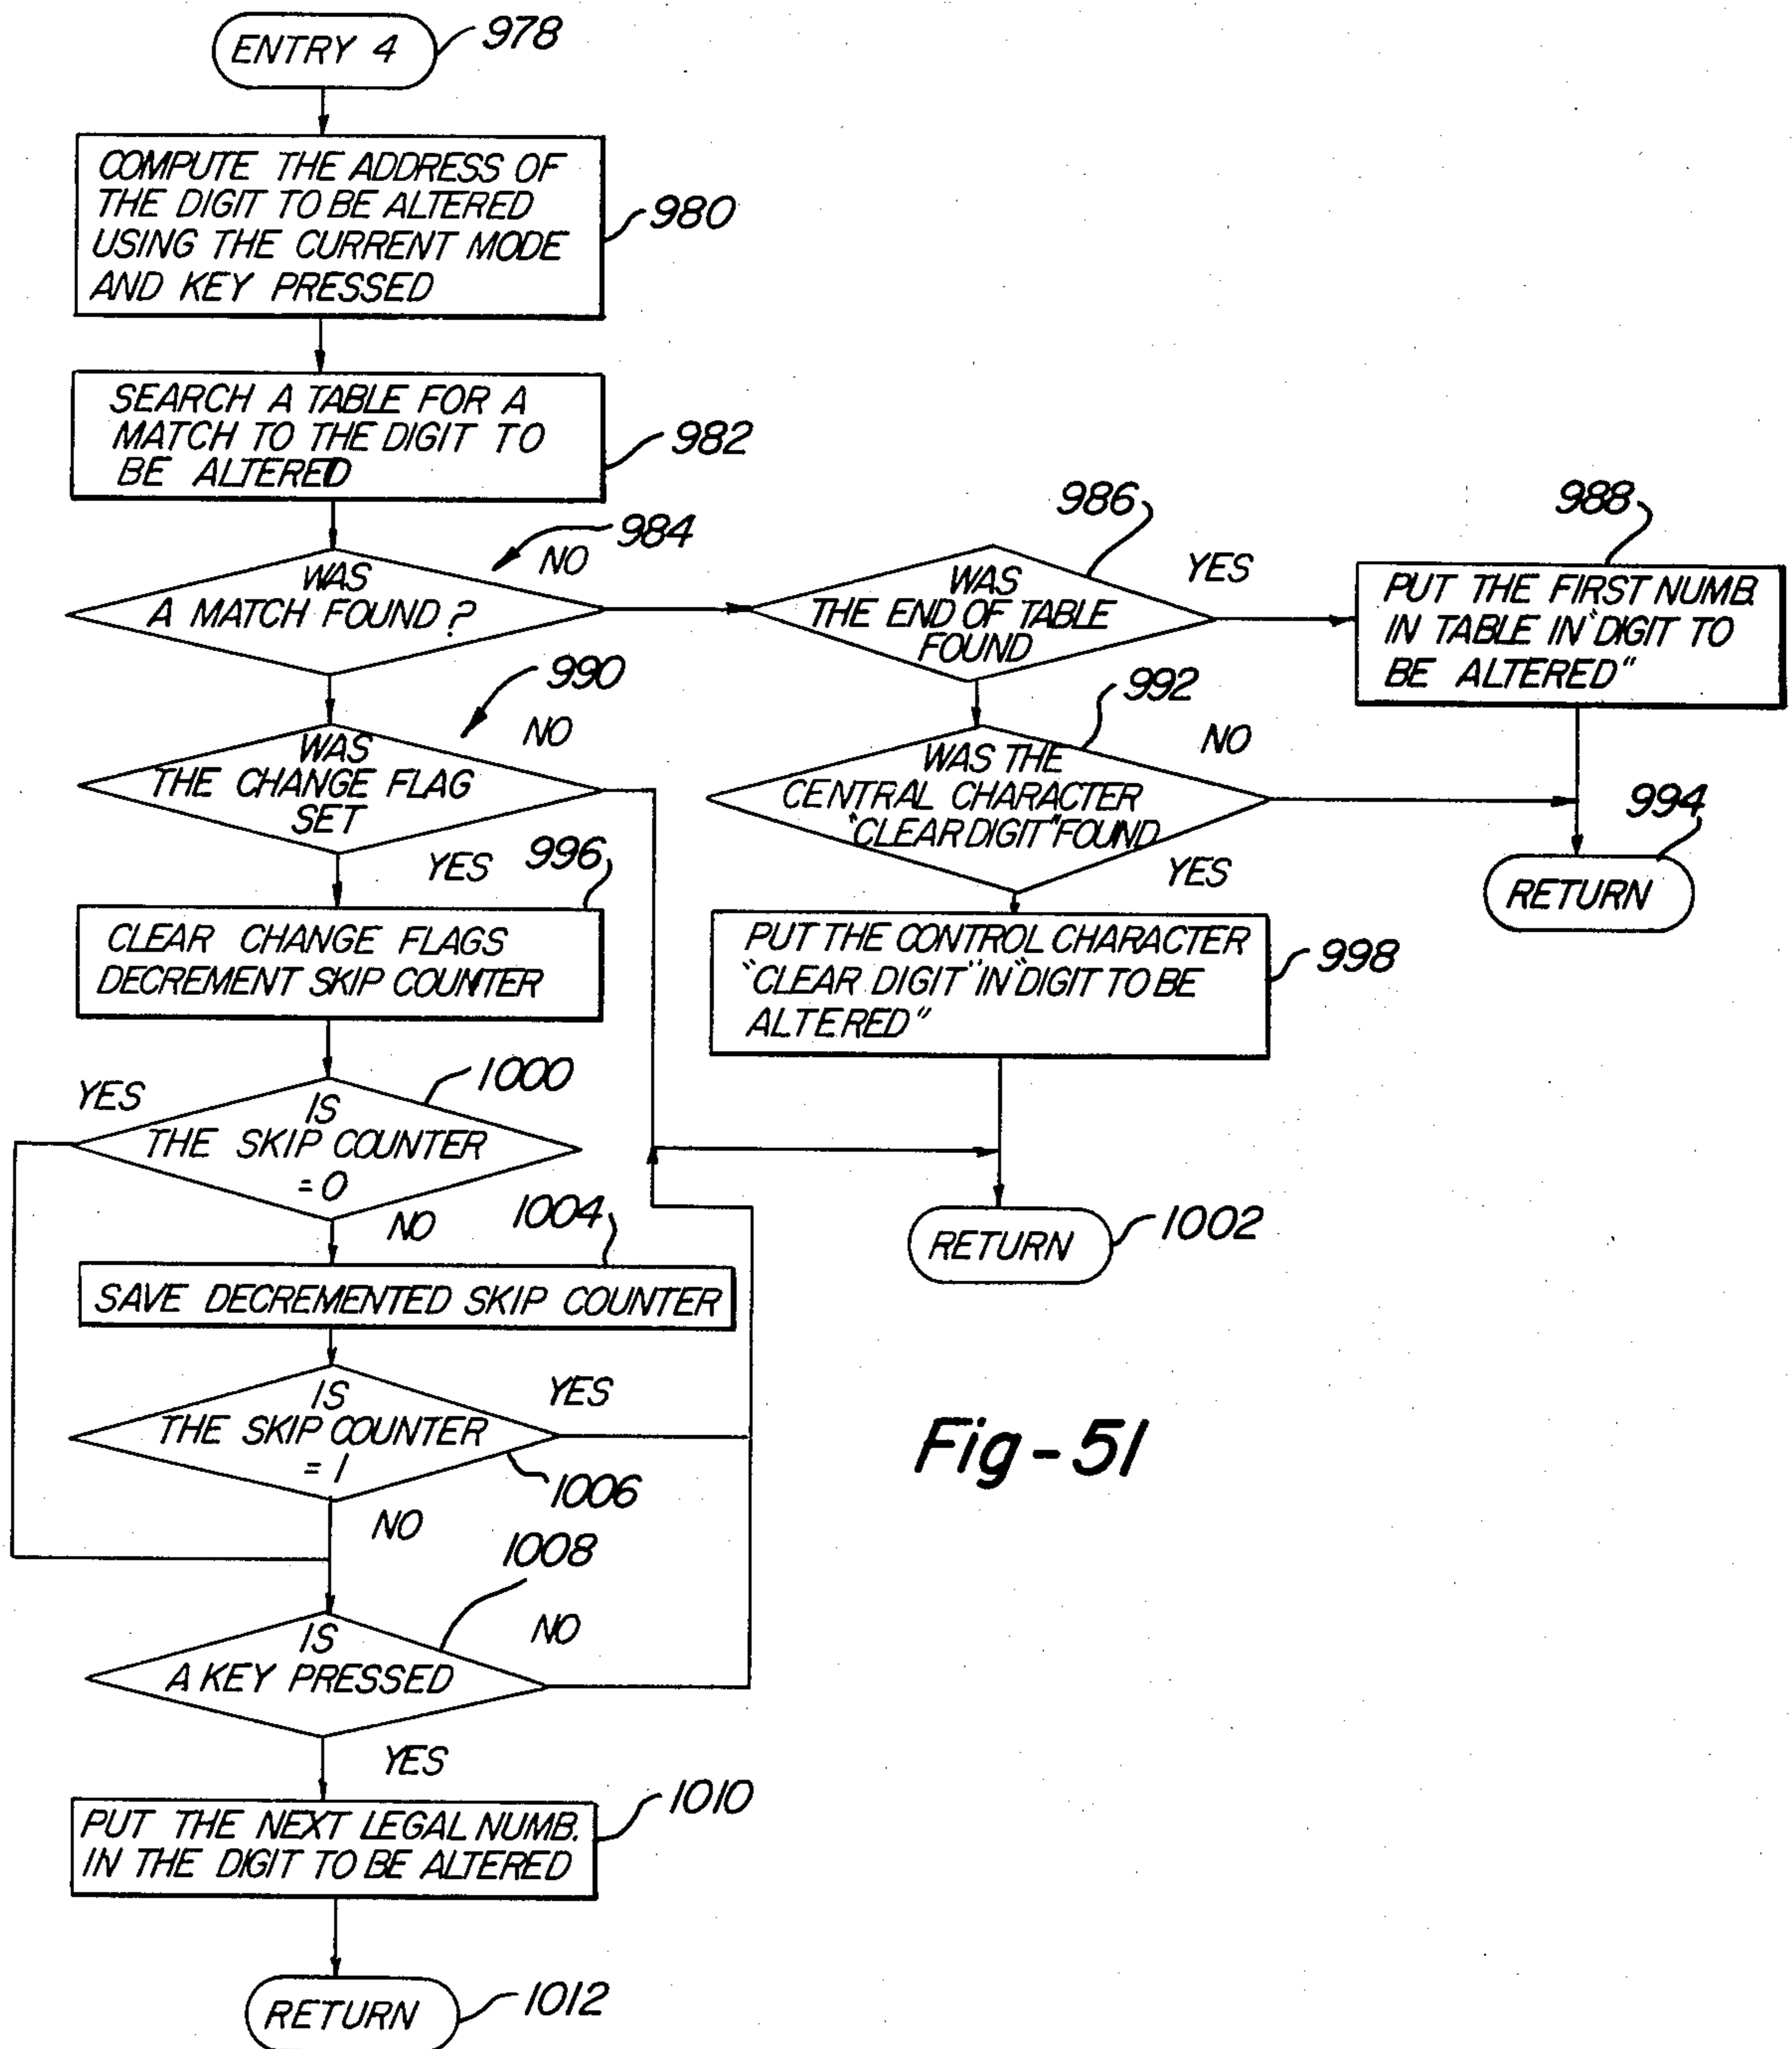 ENTRY 4
978
COMPUTE THE ADDRESS OF
THE DIGIT TO BE ALTERED
USING THE CURRENT MODE
AND KEY PRESSED
980
SEARCH A TABLE FOR A
MATCH TO THE DIGIT TO
BE ALTERED
982
984
NO
WAS
A MATCH FOUND?
986
YES
WAS
THE END OF TABLE
FOUND
988
PUT THE FIRST NUMB.
IN TABLE IN "DIGIT TO
BE ALTERED"
990
NO
WAS
THE CHANGE FLAG
SET
YES
992
NO
WAS THE
CENTRAL CHARACTER
"CLEAR DIGIT" FOUND
YES
994
RETURN
996
CLEAR CHANGE FLAGS
DECREMENT SKIP COUNTER
PUT THE CONTROL CHARACTER
"CLEAR DIGIT" IN "DIGIT TO BE
ALTERED"
998
YES
1000
IS
THE SKIP COUNTER
=0
NO
RETURN
1002
1004
SAVE DECREMENTED SKIP COUNTER
IS
THE SKIP COUNTER
=1
YES
1006
NO
1008
IS
A KEY PRESSED
NO
YES
PUT THE NEXT LEGAL NUMB.
IN THE DIGIT TO BE ALTERED
1010
RETURN
1012
Fig-51